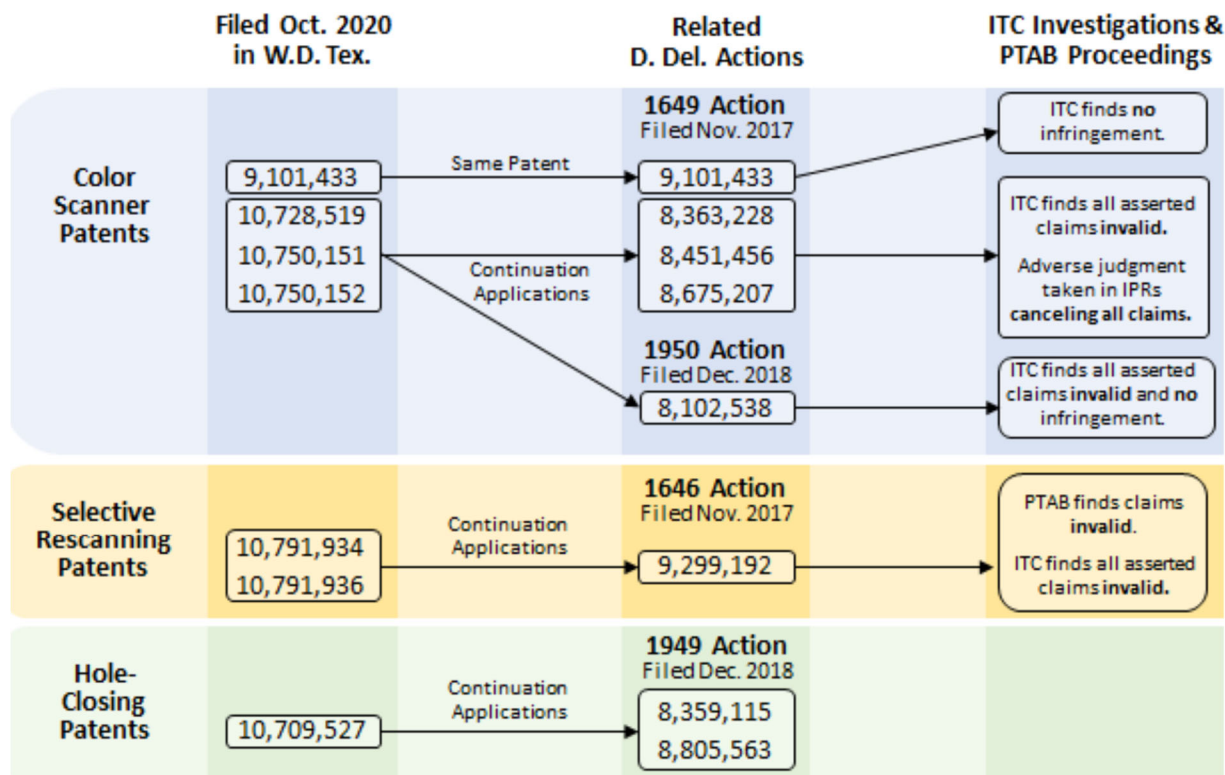 Filed Oct. 2020
in W.D. Tex.
Related
D. Del. Actions
ITC Investigations &
PTAB Proceedings
Color
Scanner
Patents
9,101,433
10,728,519
10,750,151
10,750,152
Same Patent
Continuation
Applications
1649 Action
Filed Nov. 2017
9,101,433
8,363,228
8,451,456
8,675,207
1950 Action
Filed Dec. 2018
8,102,538
ITC finds no
infringement.
ITC finds all asserted
claims invalid.
Adverse judgment
taken in IPRs
canceling all claims.
ITC finds all asserted
claims invalid and no
infringement.
Selective
Rescanning
Patents
10,791,934
10,791,936
Continuation
Applications
1646 Action
Filed Nov. 2017
9,299,192
PTAB finds claims
invalid.
ITC finds all asserted
claims invalid.
Hole-
Closing
Patents
10,709,527
Continuation
Applications
1949 Action
Filed Dec. 2018
8,359,115
8,805,563